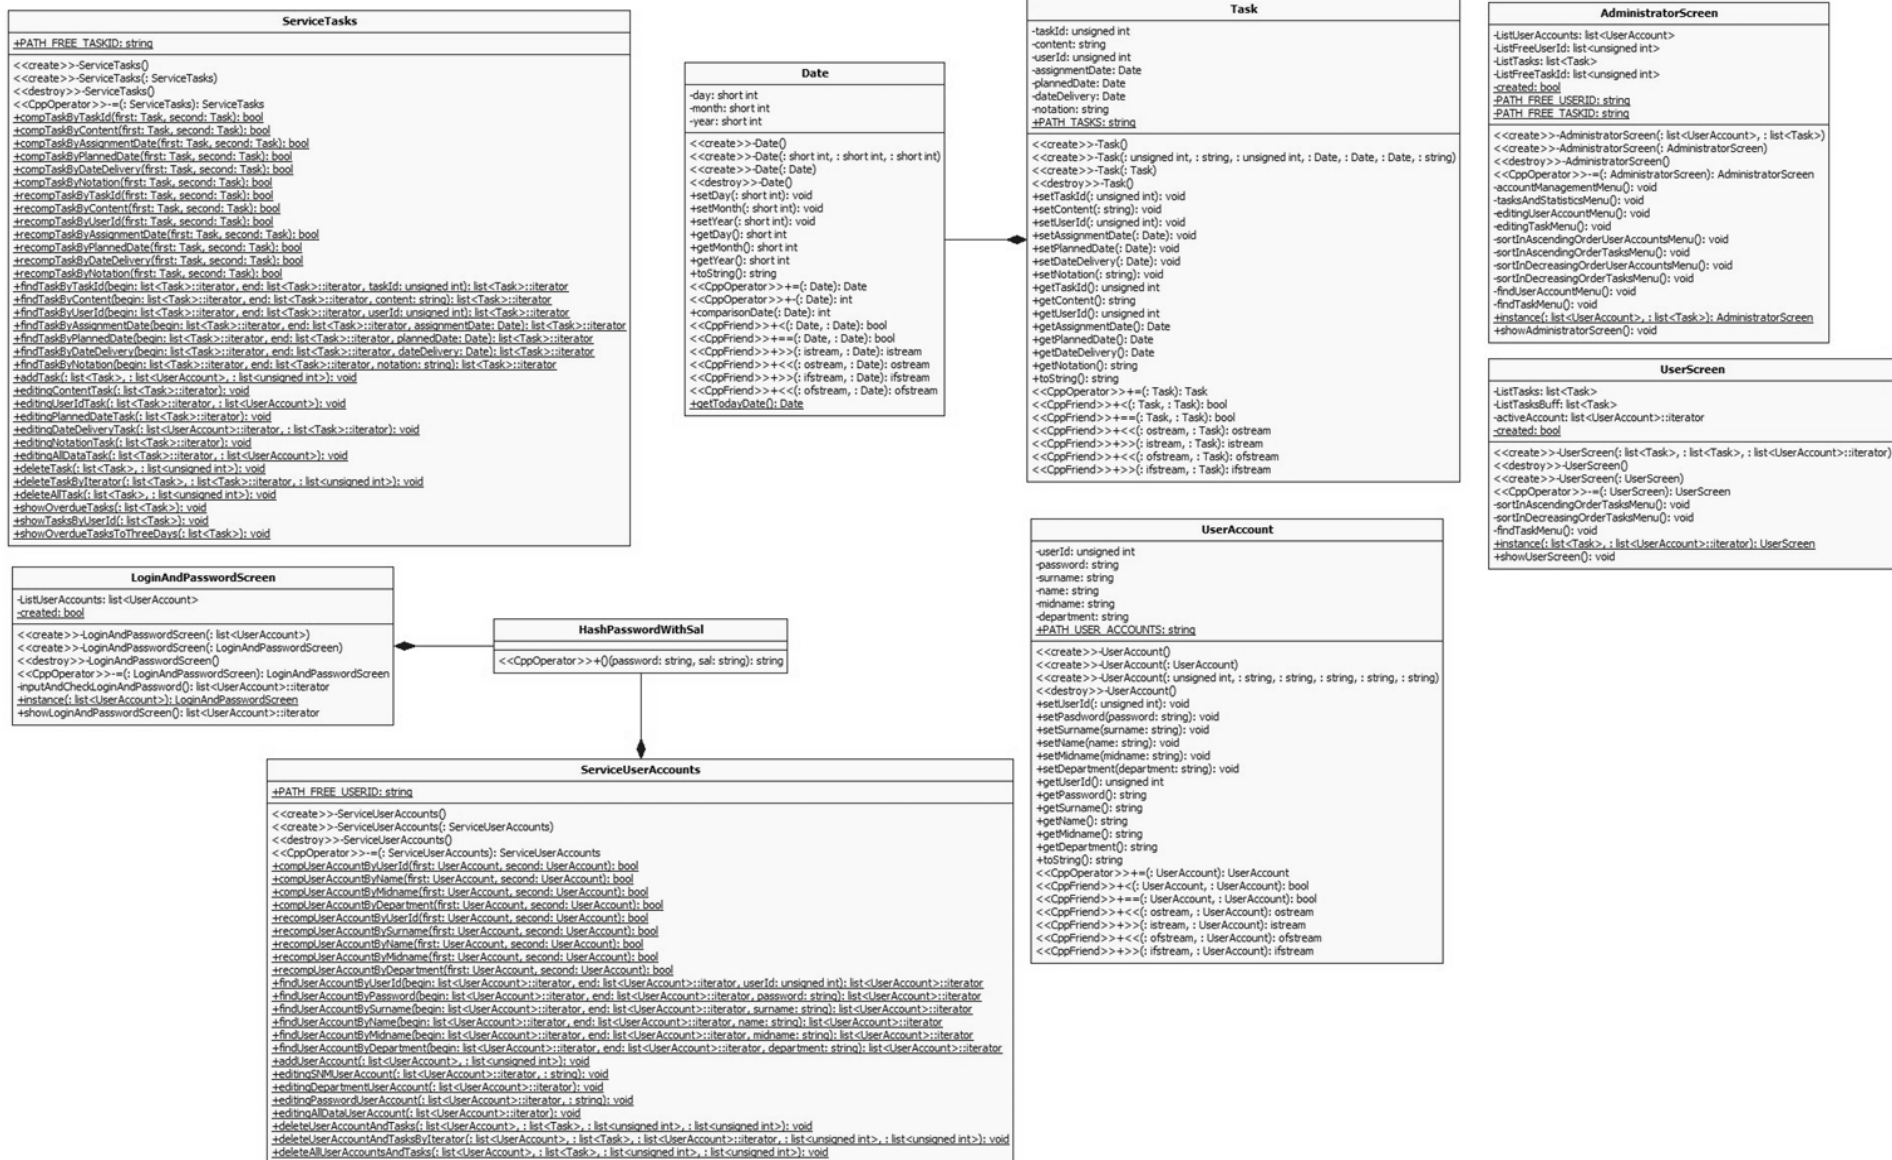 ServiceTasks
+PATH_FREE_TASKID: string
<<create>>-ServiceTasks()
<<create>>-ServiceTasks(: ServiceTasks)
<<destroy>>-ServiceTasks()
<<CppOperator>>-=(: ServiceTasks): ServiceTasks
+compTaskByTaskId(first: Task, second: Task): bool
+compTaskByContent(first: Task, second: Task): bool
+compTaskByAssignmentDate(first: Task, second: Task): bool
+compTaskByPlannedDate(first: Task, second: Task): bool
+compTaskByDateDelivery(first: Task, second: Task): bool
+compTaskByNotation(first: Task, second: Task): bool
+recompTaskByTaskId(first: Task, second: Task): bool
+recompTaskByContent(first: Task, second: Task): bool
+recompTaskByUserId(first: Task, second: Task): bool
+recompTaskByAssignmentDate(first: Task, second: Task): bool
+recompTaskByPlannedDate(first: Task, second: Task): bool
+recompTaskByDateDelivery(first: Task, second: Task): bool
+recompTaskByNotation(first: Task, second: Task): bool
+findTaskByTaskId(begin: list<Task>::iterator, end: list<Task>::iterator, taskId: unsigned int): list<Task>::iterator
+findTaskByContent(begin: list<Task>::iterator, end: list<Task>::iterator, content: string): list<Task>::iterator
+findTaskByUserId(begin: list<Task>::iterator, end: list<Task>::iterator, userId: unsigned int): list<Task>::iterator
+findTaskByAssignmentDate(begin: list<Task>::iterator, end: list<Task>::iterator, assignmentDate: Date): list<Task>::iterator
+findTaskByPlannedDate(begin: list<Task>::iterator, end: list<Task>::iterator, plannedDate: Date): list<Task>::iterator
+findTaskByDateDelivery(begin: list<Task>::iterator, end: list<Task>::iterator, dateDelivery: Date): list<Task>::iterator
+findTaskByNotation(begin: list<Task>::iterator, end: list<Task>::iterator, notation: string): list<Task>::iterator
+addTask(: list<Task>, : list<UserAccount>, : list<unsigned int>): void
+editingContentTask(: list<Task>::iterator): void
+editingUserIdTask(: list<Task>::iterator, : list<UserAccount>): void
+editingPlannedDateTask(: list<Task>::iterator): void
+editingDateDeliveryTask(: list<UserAccount>::iterator, : list<Task>::iterator): void
+editingNotationTask(: list<Task>::iterator): void
+editingAllDataTask(: list<Task>::iterator, : list<UserAccount>): void
+deleteTask(: list<Task>, : list<unsigned int>): void
+deleteTaskByIterator(: list<Task>, : list<Task>::iterator, : list<unsigned int>): void
+deleteAllTask(: list<Task>, : list<unsigned int>): void
+showOverdueTasks(: list<Task>): void
+showTasksByUserId(: list<Task>): void
+showOverdueTasksToThreeDays(: list<Task>): void
Date
-day: short int
-month: short int
-year: short int
<<create>>-Date()
<<create>>-Date(: short int, : short int, : short int)
<<create>>-Date(: Date)
<<destroy>>-Date()
+setDay(: short int): void
+setMonth(: short int): void
+setYear(: short int): void
+getDay(): short int
+getMonth(): short int
+getYear(): short int
+toString(): string
<<CppOperator>>+=(: Date): Date
<<CppOperator>>+-(: Date): int
+comparisonDate(: Date): int
<<CppFriend>>+<(: Date, : Date): bool
<<CppFriend>>+==(: Date, : Date): bool
<<CppFriend>>+>>(: istream, : Date): istream
<<CppFriend>>+<<(: ostream, : Date): ostream
<<CppFriend>>+>>(: ifstream, : Date): ifstream
<<CppFriend>>+<<(: ofstream, : Date): ofstream
+getTodayDate(): Date
Task
-taskId: unsigned int
-content: string
-userId: unsigned int
-assignmentDate: Date
-plannedDate: Date
-dateDelivery: Date
-notation: string
+PATH_TASKS: string
<<create>>-Task()
<<create>>-Task(: unsigned int, : string, : unsigned int, : Date, : Date, : Date, : string)
<<create>>-Task(: Task)
<<destroy>>-Task()
+setTaskId(: unsigned int): void
+setContent(: string): void
+setUserId(: unsigned int): void
+setAssignmentDate(: Date): void
+setPlannedDate(: Date): void
+setDateDelivery(: Date): void
+setNotation(: string): void
+getTaskId(): unsigned int
+getContent(): string
+getUserId(): unsigned int
+getAssignmentDate(): Date
+getPlannedDate(): Date
+getDateDelivery(): Date
+getNotation(): string
+toString(): string
<<CppOperator>>+=(: Task): Task
<<CppFriend>>+<(: Task, : Task): bool
<<CppFriend>>+==(: Task, : Task): bool
<<CppFriend>>+<<(: ostream, : Task): ostream
<<CppFriend>>+>>(: istream, : Task): istream
<<CppFriend>>+<<(: ofstream, : Task): ofstream
<<CppFriend>>+>>(: ifstream, : Task): ifstream
AdministratorScreen
-ListUserAccounts: list<UserAccount>
-ListFreeUserId: list<unsigned int>
-ListTasks: list<Task>
-ListFreeTaskId: list<unsigned int>
-created: bool
-PATH_FREE_USERID: string
-PATH_FREE_TASKID: string
<<create>>-AdministratorScreen(: list<UserAccount>, : list<Task>)
<<create>>-AdministratorScreen(: AdministratorScreen)
<<destroy>>-AdministratorScreen()
<<CppOperator>>-=(: AdministratorScreen): AdministratorScreen
-accountManagementMenu(): void
-tasksAndStatisticsMenu(): void
-editingUserAccountMenu(): void
-editingTaskMenu(): void
-sortInAscendingOrderUserAccountsMenu(): void
-sortInAscendingOrderTasksMenu(): void
-sortInDecreasingOrderUserAccountsMenu(): void
-sortInDecreasingOrderTasksMenu(): void
-findUserAccountMenu(): void
-findTaskMenu(): void
+instance(: list<UserAccount>, : list<Task>): AdministratorScreen
+showAdministratorScreen(): void
UserScreen
-ListTasks: list<Task>
-ListTasksBuff: list<Task>
-activeAccount: list<UserAccount>::iterator
-created: bool
<<create>>-UserScreen(: list<Task>, : list<Task>, : list<UserAccount>::iterator)
<<destroy>>-UserScreen()
<<create>>-UserScreen(: UserScreen)
<<CppOperator>>-=(: UserScreen): UserScreen
-sortInAscendingOrderTasksMenu(): void
-sortInDecreasingOrderTasksMenu(): void
-findTaskMenu(): void
+instance(: list<Task>, : list<UserAccount>::iterator): UserScreen
+showUserScreen(): void
LoginAndPasswordScreen
-ListUserAccounts: list<UserAccount>
-created: bool
<<create>>-LoginAndPasswordScreen(: list<UserAccount>)
<<create>>-LoginAndPasswordScreen(: LoginAndPasswordScreen)
<<destroy>>-LoginAndPasswordScreen()
<<CppOperator>>-=(: LoginAndPasswordScreen): LoginAndPasswordScreen
-inputAndCheckLoginAndPassword(): list<UserAccount>::iterator
+instance(: list<UserAccount>): LoginAndPasswordScreen
+showLoginAndPasswordScreen(): list<UserAccount>::iterator
HashPasswordWithSal
<<CppOperator>>+()(password: string, sal: string): string
UserAccount
-userId: unsigned int
-password: string
-surname: string
-name: string
-midname: string
-department: string
+PATH_USER_ACCOUNTS: string
<<create>>-UserAccount()
<<create>>-UserAccount(: UserAccount)
<<create>>-UserAccount(: unsigned int, : string, : string, : string, : string, : string)
<<destroy>>-UserAccount()
+setUserId(: unsigned int): void
+setPasdword(password: string): void
+setSurname(surname: string): void
+setName(name: string): void
+setMidname(midname: string): void
+setDepartment(department: string): void
+getUserId(): unsigned int
+getPassword(): string
+getSurname(): string
+getName(): string
+getMidname(): string
+getDepartment(): string
+toString(): string
<<CppOperator>>+=(: UserAccount): UserAccount
<<CppFriend>>+<(: UserAccount, : UserAccount): bool
<<CppFriend>>+==(: UserAccount, : UserAccount): bool
<<CppFriend>>+<<(: ostream, : UserAccount): ostream
<<CppFriend>>+>>(: istream, : UserAccount): istream
<<CppFriend>>+<<(: ofstream, : UserAccount): ofstream
<<CppFriend>>+>>(: ifstream, : UserAccount): ifstream
ServiceUserAccounts
+PATH_FREE_USERID: string
<<create>>-ServiceUserAccounts()
<<create>>-ServiceUserAccounts(: ServiceUserAccounts)
<<destroy>>-ServiceUserAccounts()
<<CppOperator>>-=(: ServiceUserAccounts): ServiceUserAccounts
+compUserAccountByUserId(first: UserAccount, second: UserAccount): bool
+compUserAccountByName(first: UserAccount, second: UserAccount): bool
+compUserAccountByMidname(first: UserAccount, second: UserAccount): bool
+compUserAccountByDepartment(first: UserAccount, second: UserAccount): bool
+recompUserAccountByUserId(first: UserAccount, second: UserAccount): bool
+recompUserAccountBySurname(first: UserAccount, second: UserAccount): bool
+recompUserAccountByName(first: UserAccount, second: UserAccount): bool
+recompUserAccountByMidname(first: UserAccount, second: UserAccount): bool
+recompUserAccountByDepartment(first: UserAccount, second: UserAccount): bool
+findUserAccountByUserId(begin: list<UserAccount>::iterator, end: list<UserAccount>::iterator, userId: unsigned int): list<UserAccount>::iterator
+findUserAccountByPassword(begin: list<UserAccount>::iterator, end: list<UserAccount>::iterator, password: string): list<UserAccount>::iterator
+findUserAccountBySurname(begin: list<UserAccount>::iterator, end: list<UserAccount>::iterator, surname: string): list<UserAccount>::iterator
+findUserAccountByName(begin: list<UserAccount>::iterator, end: list<UserAccount>::iterator, name: string): list<UserAccount>::iterator
+findUserAccountByMidname(begin: list<UserAccount>::iterator, end: list<UserAccount>::iterator, midname: string): list<UserAccount>::iterator
+findUserAccountByDepartment(begin: list<UserAccount>::iterator, end: list<UserAccount>::iterator, department: string): list<UserAccount>::iterator
+addUserAccount(: list<UserAccount>, : list<unsigned int>): void
+editingSNMUserAccount(: list<UserAccount>::iterator, : string): void
+editingDepartmentUserAccount(: list<UserAccount>::iterator): void
+editingPasswordUserAccount(: list<UserAccount>::iterator, : string): void
+editingAllDataUserAccount(: list<UserAccount>::iterator): void
+deleteUserAccountAndTasks(: list<UserAccount>, : list<Task>, : list<unsigned int>, : list<unsigned int>): void
+deleteUserAccountAndTasksByIterator(: list<UserAccount>, : list<Task>, : list<UserAccount>::iterator, : list<unsigned int>, : list<unsigned int>): void
+deleteAllUserAccountsAndTasks(: list<UserAccount>, : list<Task>, : list<unsigned int>, : list<unsigned int>): void